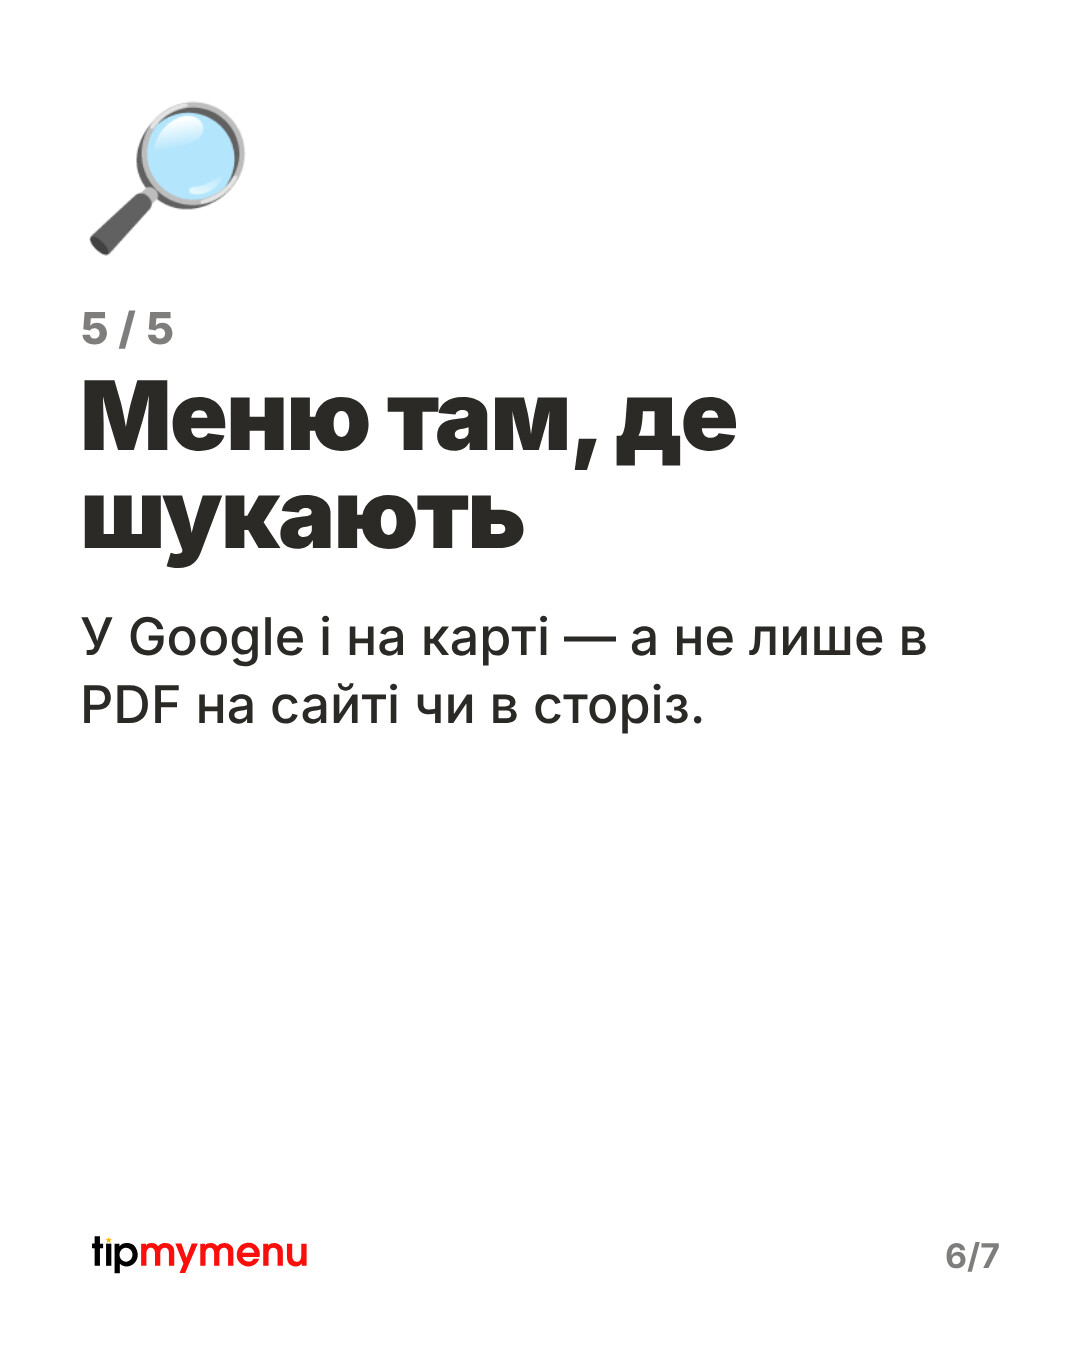 5 / 5
Меню там, де
шукають
У Google і на карті — а не лише в
PDF на сайті чи в сторіз.
tipmymenu
6/7